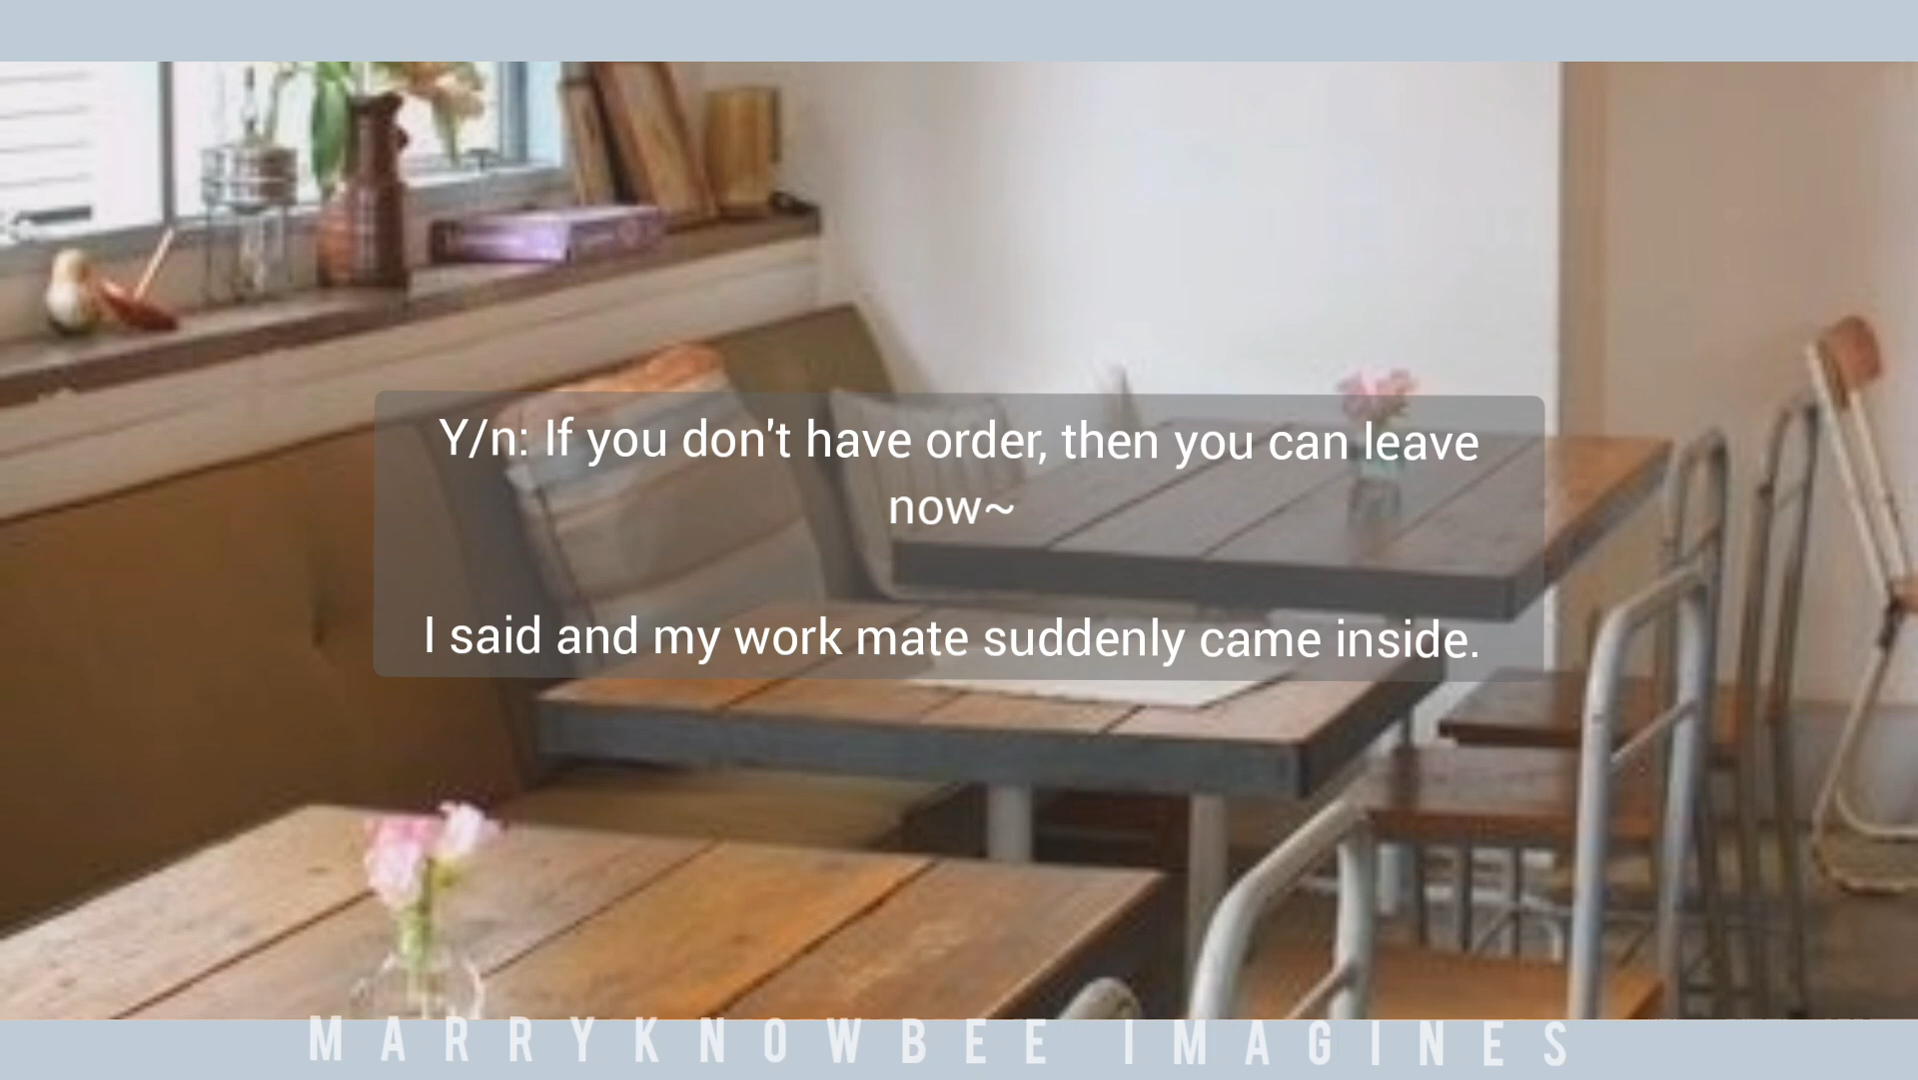 Y/n: If you don't have order, then you can leave
now~
I said and my work mate suddenly came inside.
MARRYKNOWBEE IMAGINES